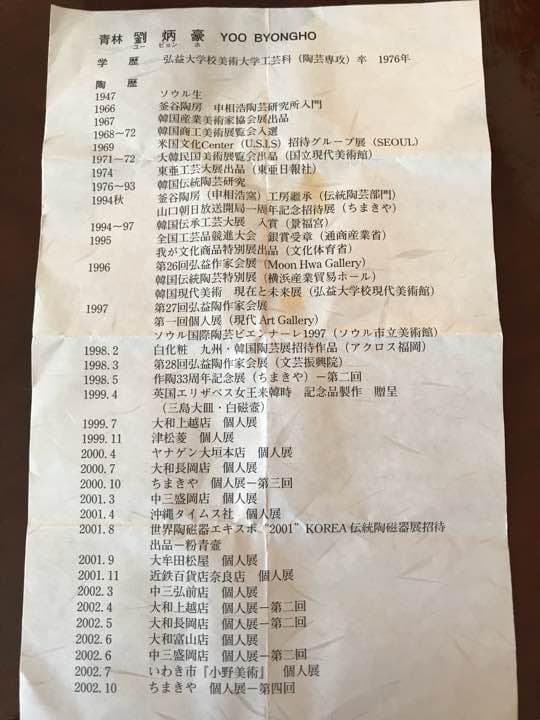 青林 劉 炳 豪 YOO BYONGHO
ユー ビョン ホ
学 歴 弘益大学校美術大学工芸科（陶芸専攻）卒 1976年
陶 歴
1947 ソウル生
1966 釜谷陶房 申相浩陶芸研究所入門
1967 韓国産業美術家協会展出品
1968~72 韓国商工美術展覧会入選
1969 米国文化Center（U.S.I.S）招待グループ展（SEOUL）
1971~72 大韓民国美術展覧会出品（国立現代美術館）
1974 東亜工芸大展出品（東亜日報社）
1976~93 韓国伝統陶芸研究
1994秋 釜谷陶房（申相浩窯）工房継承（伝統陶芸部門）
山口朝日放送開局一周年記念招待展（ちまきや）
1994~97 韓国伝承工芸大展 入賞（景福宮）
1995 全国工芸品競進大会 銀賞受章（通商産業省）
我が文化商品特別展出品（文化体育省）
1996 第26回弘益作家会展（Moon Hwa Gallery）
韓国伝統陶芸特別展（横浜産業貿易ホール）
韓国現代美術 現在と未来展（弘益大学校現代美術館）
1997 第27回弘益陶作家会展
第一回個人展（現代 Art Gallery）
ソウル国際陶芸ビエンナーレ1997（ソウル市立美術館）
1998.2 白化粧 九州・韓国陶芸展招待作品（アクロス福岡）
1998.3 第28回弘益陶作家会展（文芸振興院）
1998.5 作陶33周年記念展（ちまきや）－第二回
1999.4 英国エリザベス女王来韓時 記念品製作 贈呈
（三島大皿・白磁壷）
1999.7 大和上越店 個人展
1999.11 津松菱 個人展
2000.4 ヤナゲン大垣本店 個人展
2000.7 大和長岡店 個人展
2000.10 ちまきや 個人展－第三回
2001.3 中三盛岡店 個人展
2001.4 沖縄タイムス社 個人展
2001.8 世界陶磁器エキスポ“2001”KOREA伝統陶磁器展招待
出品－粉青壷
2001.9 大牟田松屋 個人展
2001.11 近鉄百貨店奈良店 個人展
2002.3 中三弘前店 個人展
2002.4 大和上越店 個人展－第二回
2002.5 大和長岡店 個人展－第二回
2002.6 大和富山店 個人展
2002.6 中三盛岡店 個人展－第二回
2002.7 いわき市『小野美術』 個人展
2002.10 ちまきや 個人展－第四回